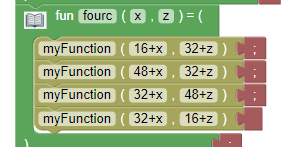 fun fourc ( x , z ) = (
myFunction ( 16+x , 32+z ) ;
myFunction ( 48+x , 32+z ) ;
myFunction ( 32+x , 48+z ) ;
myFunction ( 32+x , 16+z )
) ;